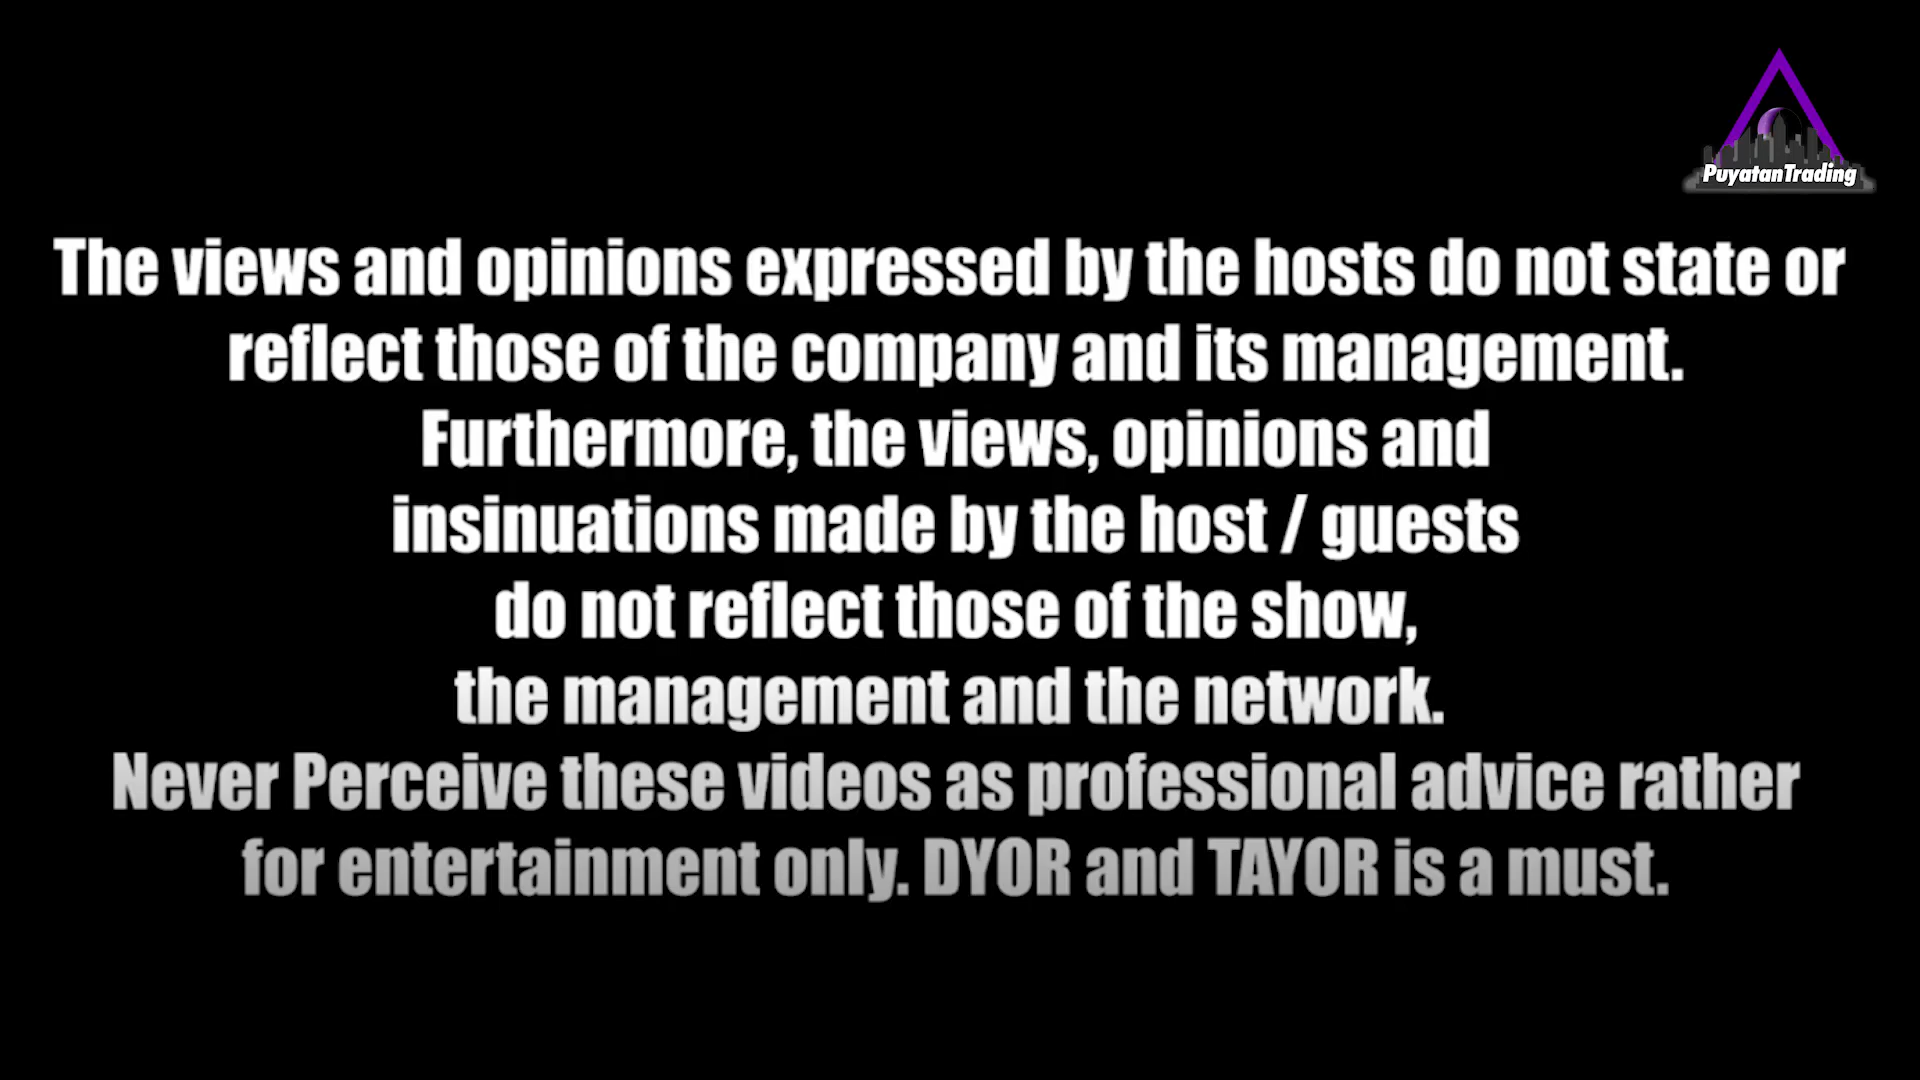 PuyatanTrading
The views and opinions expressed by the hosts do not state or
reflect those of the company and its management.
Furthermore, the views, opinions and
insinuations made by the host / guests
do not reflect those of the show,
the management and the network.
Never Perceive these videos as professional advice rather
for entertainment only. DYOR and TAYOR is a must.